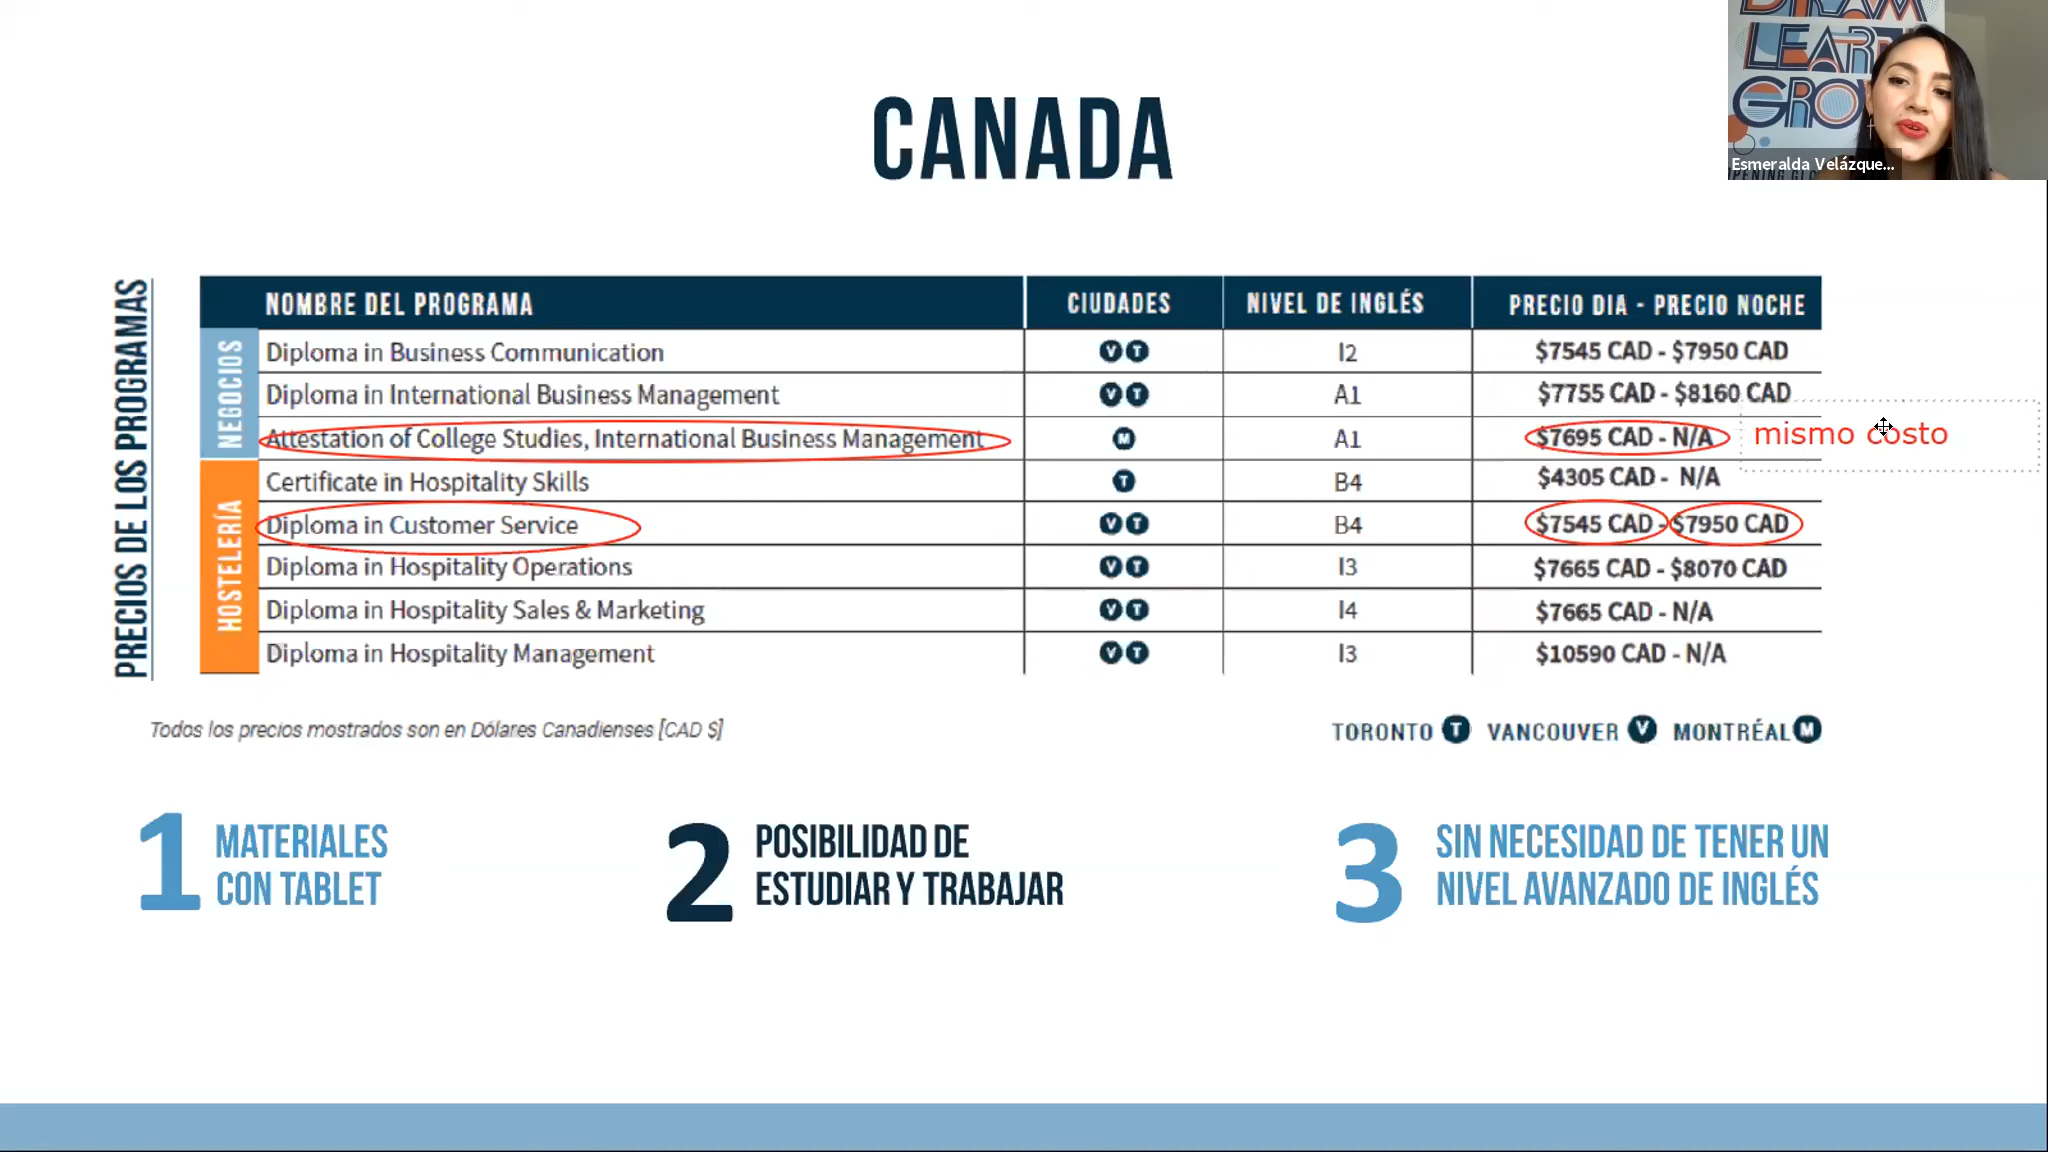 DREAM
LEARN
GROW
Esmeralda Velázque...
CANADA
PRECIOS DE LOS PROGRAMAS
NOMBRE DEL PROGRAMA CIUDADES NIVEL DE INGLÉS PRECIO DIA - PRECIO NOCHE
NEGOCIOS
Diploma in Business Communication V T I2 $7545 CAD - $7950 CAD
Diploma in International Business Management V T A1 $7755 CAD - $8160 CAD
Attestation of College Studies, International Business Management M A1 $7695 CAD - N/A mismo costo
HOSTELERÍA
Certificate in Hospitality Skills T B4 $4305 CAD - N/A
Diploma in Customer Service V T B4 $7545 CAD - $7950 CAD
Diploma in Hospitality Operations V T I3 $7665 CAD - $8070 CAD
Diploma in Hospitality Sales & Marketing V T I4 $7665 CAD - N/A
Diploma in Hospitality Management V T I3 $10590 CAD - N/A
Todos los precios mostrados son en Dólares Canadienses [CAD $]
TORONTO T VANCOUVER V MONTRÉAL M
1 MATERIALES
CON TABLET
2 POSIBILIDAD DE
ESTUDIAR Y TRABAJAR
3 SIN NECESIDAD DE TENER UN
NIVEL AVANZADO DE INGLÉS